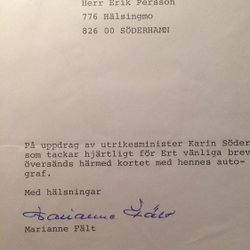 Herr Erik Persson
776 Hälsingmo
826 00 SÖDERHAMN
På uppdrag av utrikesminister Karin Söder
som tackar hjärtligt för Ert vänliga brev
översänds härmed kortet med hennes auto-
graf.
Med hälsningar
Marianne Fält
Marianne Fält